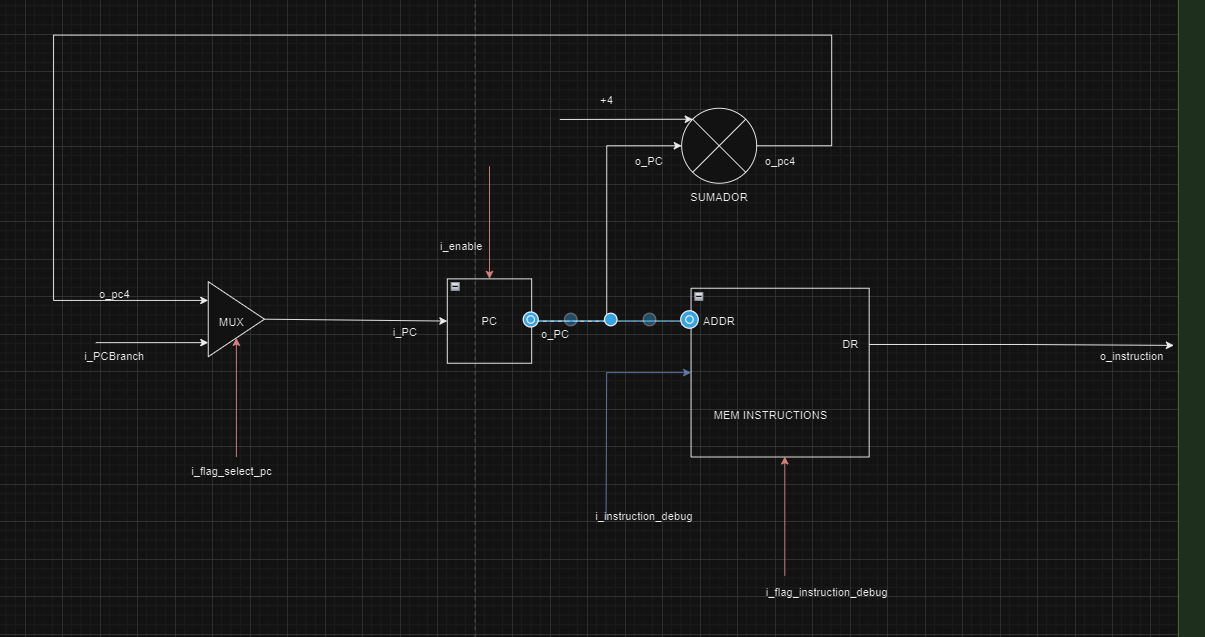 +4
o_PC
o_pc4
SUMADOR
i_enable
o_pc4
MUX
i_PCBranch
i_PC
PC
o_PC
ADDR
DR
o_instruction
MEM INSTRUCTIONS
i_flag_select_pc
i_instruction_debug
i_flag_instruction_debug